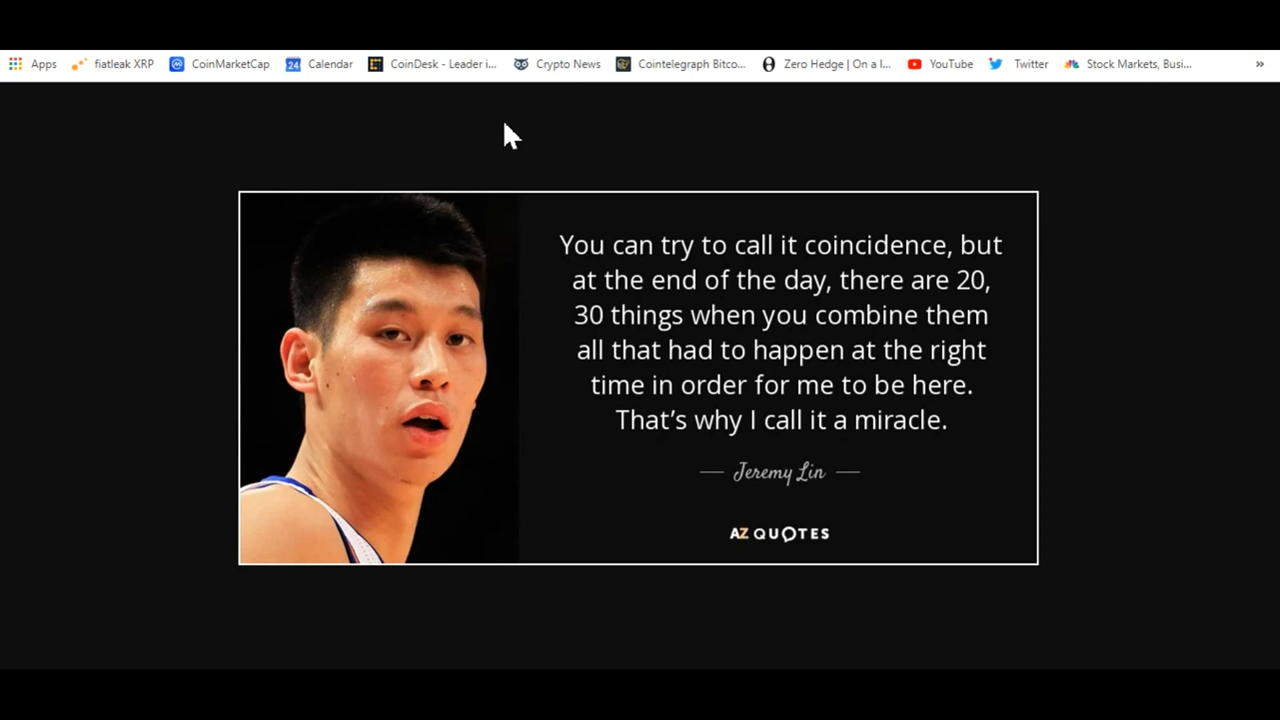 Apps fiatleak XRP CoinMarketCap 24 Calendar CoinDesk - Leader i... Crypto News Cointelegraph Bitco... Zero Hedge | On a l... YouTube Twitter Stock Markets, Busi... »
You can try to call it coincidence, but
at the end of the day, there are 20,
30 things when you combine them
all that had to happen at the right
time in order for me to be here.
That’s why I call it a miracle.
Jeremy Lin
AZ QUOTES